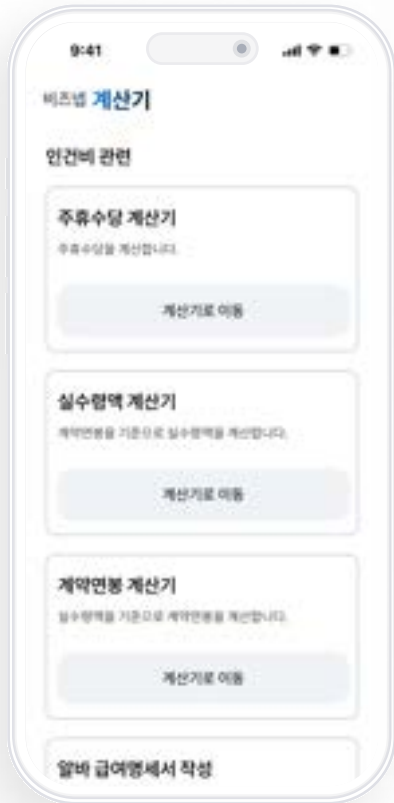 9:41
비즈넵 계산기
인건비 관련
주휴수당 계산기
주휴수당을 계산합니다.
계산기로 이동
실수령액 계산기
계약연봉을 기준으로 실수령액을 계산합니다.
계산기로 이동
계약연봉 계산기
실수령액을 기준으로 계약연봉을 계산합니다.
계산기로 이동
알바 급여명세서 작성